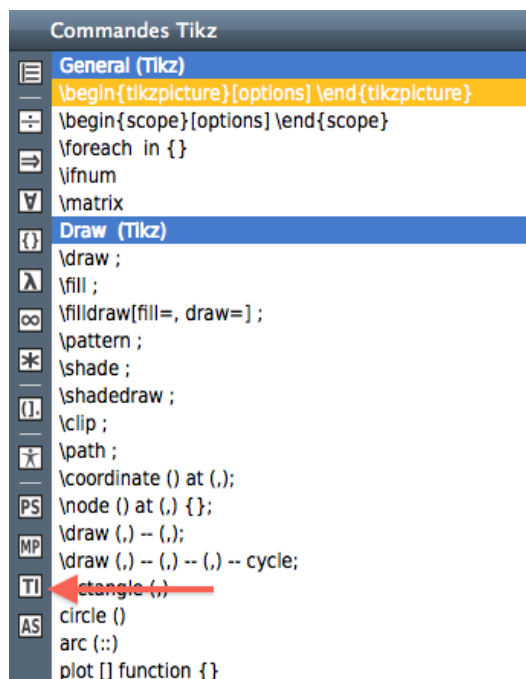 Commandes Tikz
General (Tikz)
\begin{tikzpicture}[options] \end{tikzpicture}
\begin{scope}[options] \end{scope}
\foreach in {}
\ifnum
\matrix
Draw (Tikz)
\draw ;
\fill ;
\filldraw[fill=, draw=] ;
\pattern ;
\shade ;
\shadedraw ;
\clip ;
\path ;
\coordinate () at (,);
\node () at (,) {};
\draw (,) -- (,);
\draw (,) -- (,) -- (,) -- cycle;
ctangle (,)
circle ()
arc (::)
plot [] function {}
÷
⇒
∀
{}
λ
∞
*
().
PS
MP
TI
AS